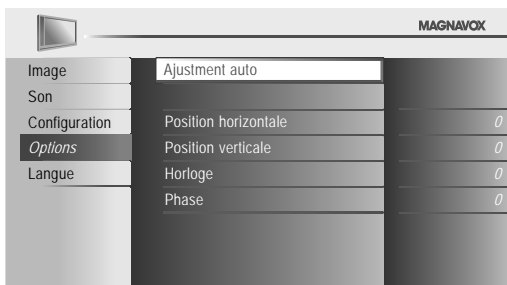 MAGNAVOX
Image
Ajustment auto
Son
Configuration
Position horizontale 0
Options
Position verticale 0
Langue
Horloge 0
Phase 0